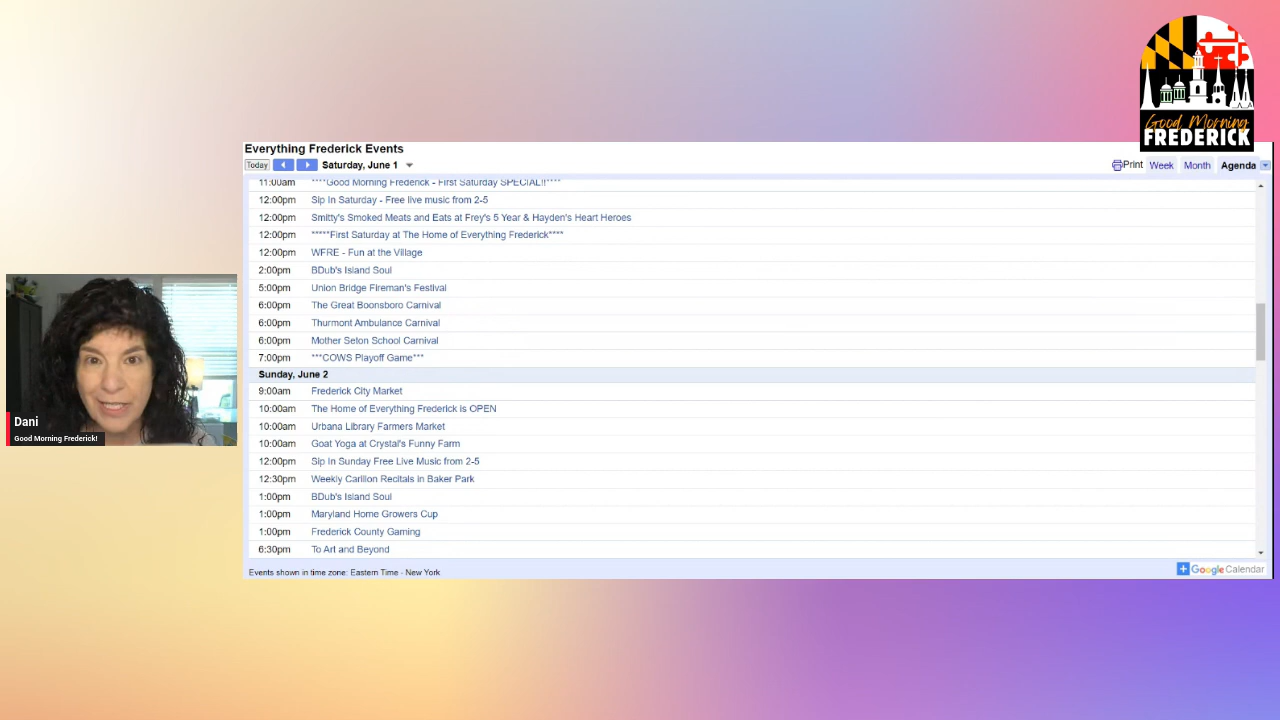 Good Morning
FREDERICK
Everything Frederick Events
Today Saturday, June 1 Print Week Month Agenda
11:00am ****Good Morning Frederick - First Saturday SPECIAL!!****
12:00pm Sip In Saturday - Free live music from 2-5
12:00pm Smitty's Smoked Meats and Eats at Frey's 5 Year & Hayden's Heart Heroes
12:00pm *****First Saturday at The Home of Everything Frederick****
12:00pm WFRE - Fun at the Village
2:00pm BDub's Island Soul
5:00pm Union Bridge Fireman's Festival
6:00pm The Great Boonsboro Carnival
6:00pm Thurmont Ambulance Carnival
6:00pm Mother Seton School Carnival
7:00pm ***COWS Playoff Game***
Sunday, June 2
9:00am Frederick City Market
10:00am The Home of Everything Frederick is OPEN
10:00am Urbana Library Farmers Market
10:00am Goat Yoga at Crystal's Funny Farm
12:00pm Sip In Sunday Free Live Music from 2-5
12:30pm Weekly Carillon Recitals in Baker Park
1:00pm BDub's Island Soul
1:00pm Maryland Home Growers Cup
1:00pm Frederick County Gaming
6:30pm To Art and Beyond
Events shown in time zone: Eastern Time - New York
+ Google Calendar
Dani
Good Morning Frederick!